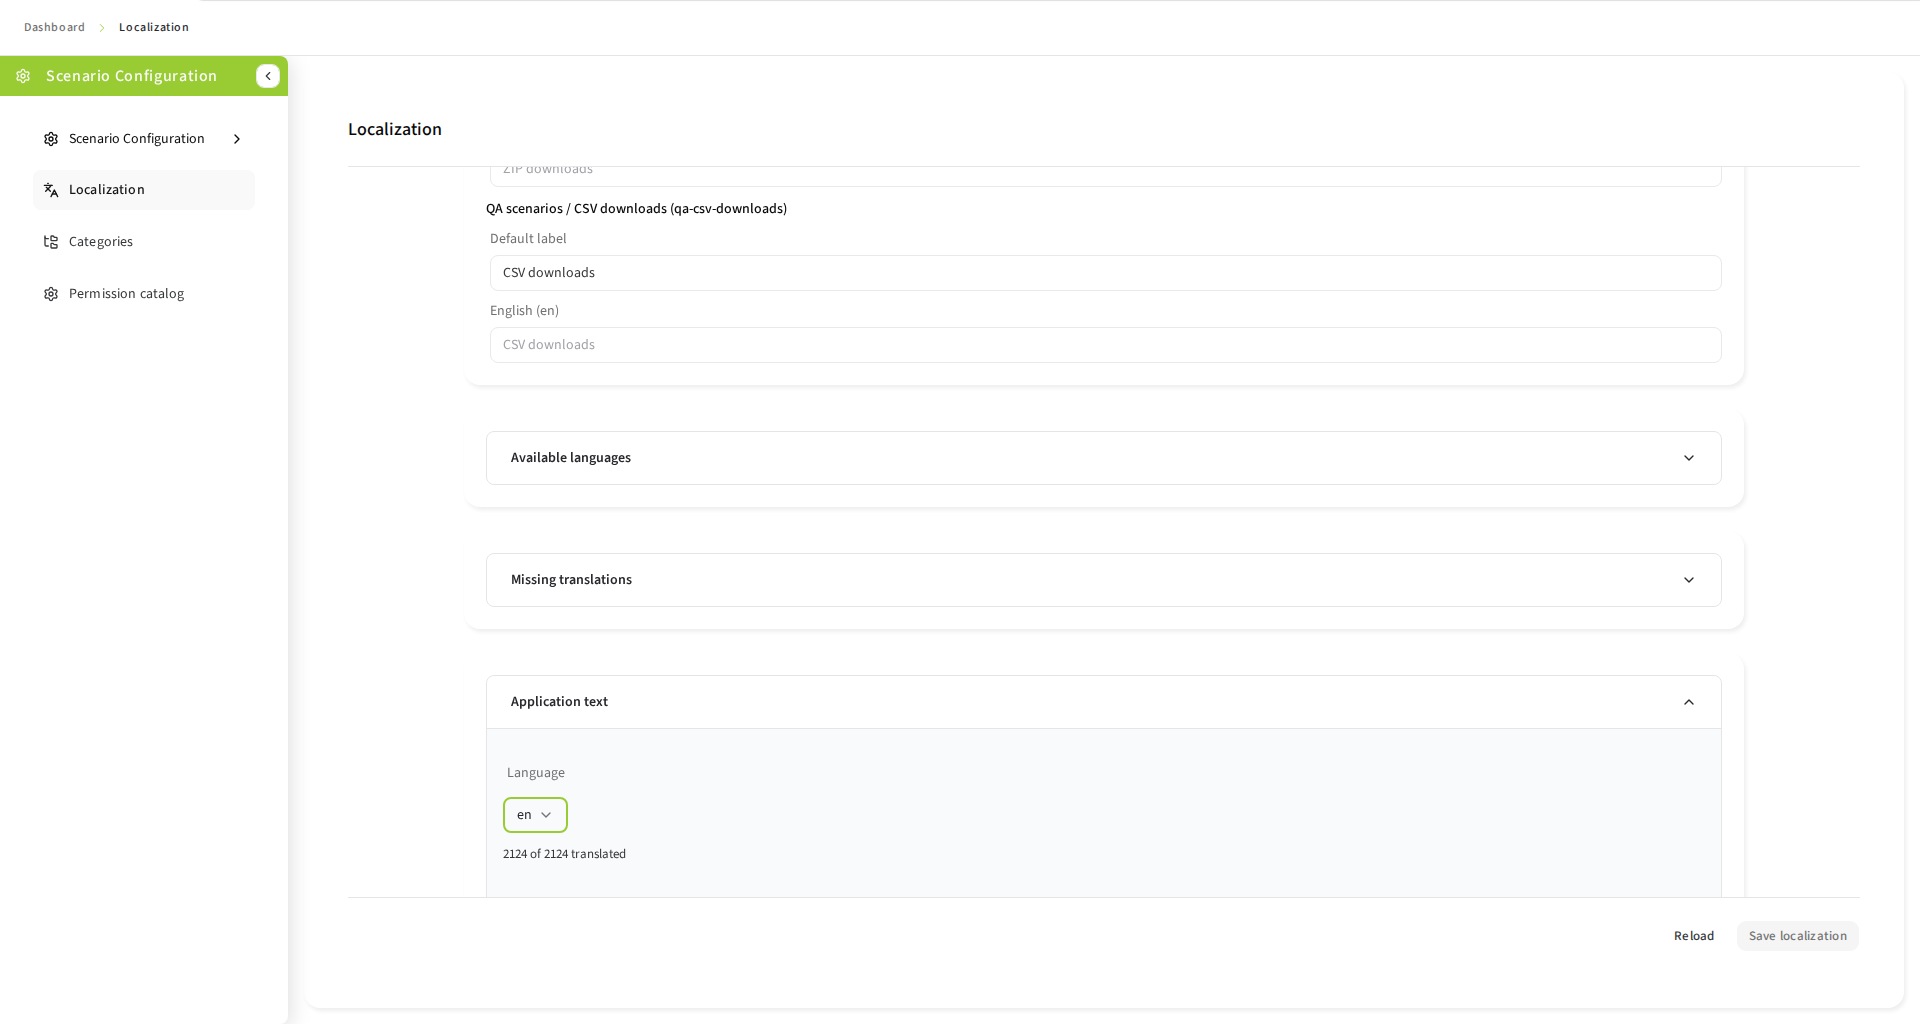 Dashboard
Localization
Scenario Configuration
Scenario Configuration
Localization
Categories
Permission catalog
Localization
ZIP downloads
QA scenarios / CSV downloads (qa-csv-downloads)
Default label
CSV downloads
English (en)
CSV downloads
Available languages
Missing translations
Application text
Language
en
2124 of 2124 translated
Reload
Save localization